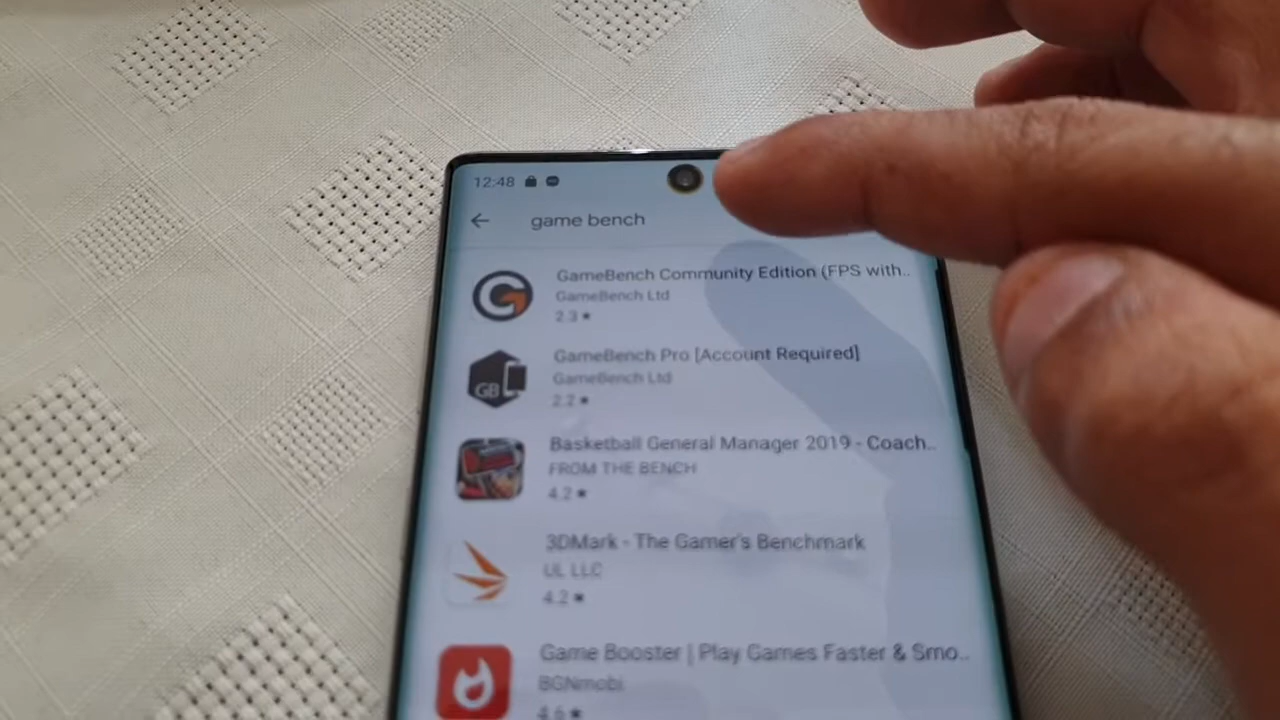 12:48
game bench
GameBench Community Edition (FPS with..
GameBench Ltd
2.3 ★
GB
GameBench Pro [Account Required]
GameBench Ltd
2.2 ★
Basketball General Manager 2019 - Coach..
FROM THE BENCH
4.2 ★
3DMark - The Gamer's Benchmark
UL LLC
4.2 ★
Game Booster | Play Games Faster & Smo..
BGNmobi
4.6 ★